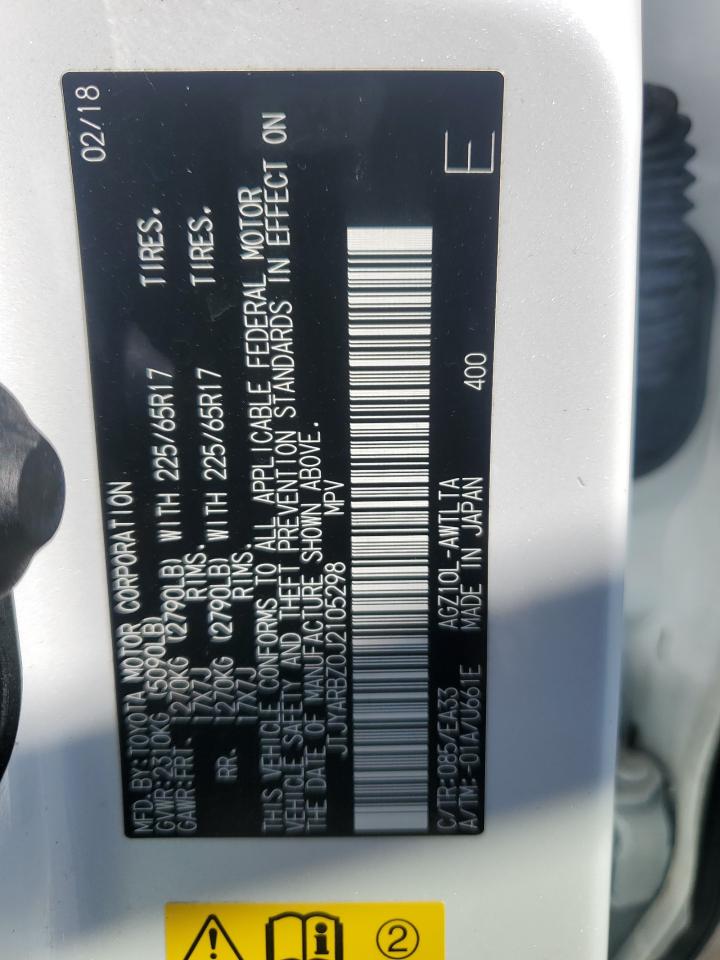 MFD. BY: TOYOTA MOTOR CORPORATION 02/18
GVWR: 2310KG (5090LB)
GAWR: FRT. 1270KG (2790LB) WITH 225/65R17 TIRES.
17X7J RIMS.
RR. 1270KG (2790LB) WITH 225/65R17 TIRES.
17X7J RIMS.
THIS VEHICLE CONFORMS TO ALL APPLICABLE FEDERAL MOTOR
VEHICLE SAFETY AND THEFT PREVENTION STANDARDS IN EFFECT ON
THE DATE OF MANUFACTURE SHOWN ABOVE.
JTJYARBZ0J2105298 MPV
C/TR:085/EA33 AGZ10L-AWTLTA 400
A/TM:-01A/U661E MADE IN JAPAN E
2